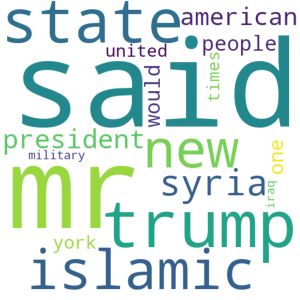 state american
united people
said
would times
president new one
mr syria
trump iraq
military
york
islamic